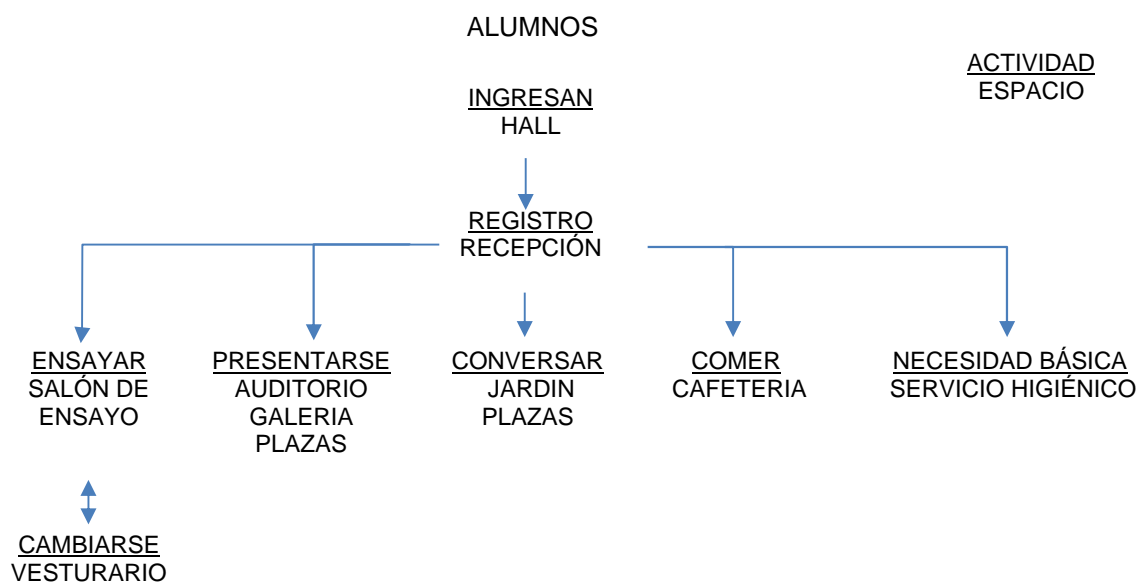 ALUMNOS
ACTIVIDAD
ESPACIO
INGRESAN
HALL
REGISTRO
RECEPCIÓN
ENSAYAR
SALÓN DE
ENSAYO
PRESENTARSE
AUDITORIO
GALERIA
PLAZAS
CONVERSAR
JARDIN
PLAZAS
COMER
CAFETERIA
NECESIDAD BÁSICA
SERVICIO HIGIÉNICO
CAMBIARSE
VESTURARIO